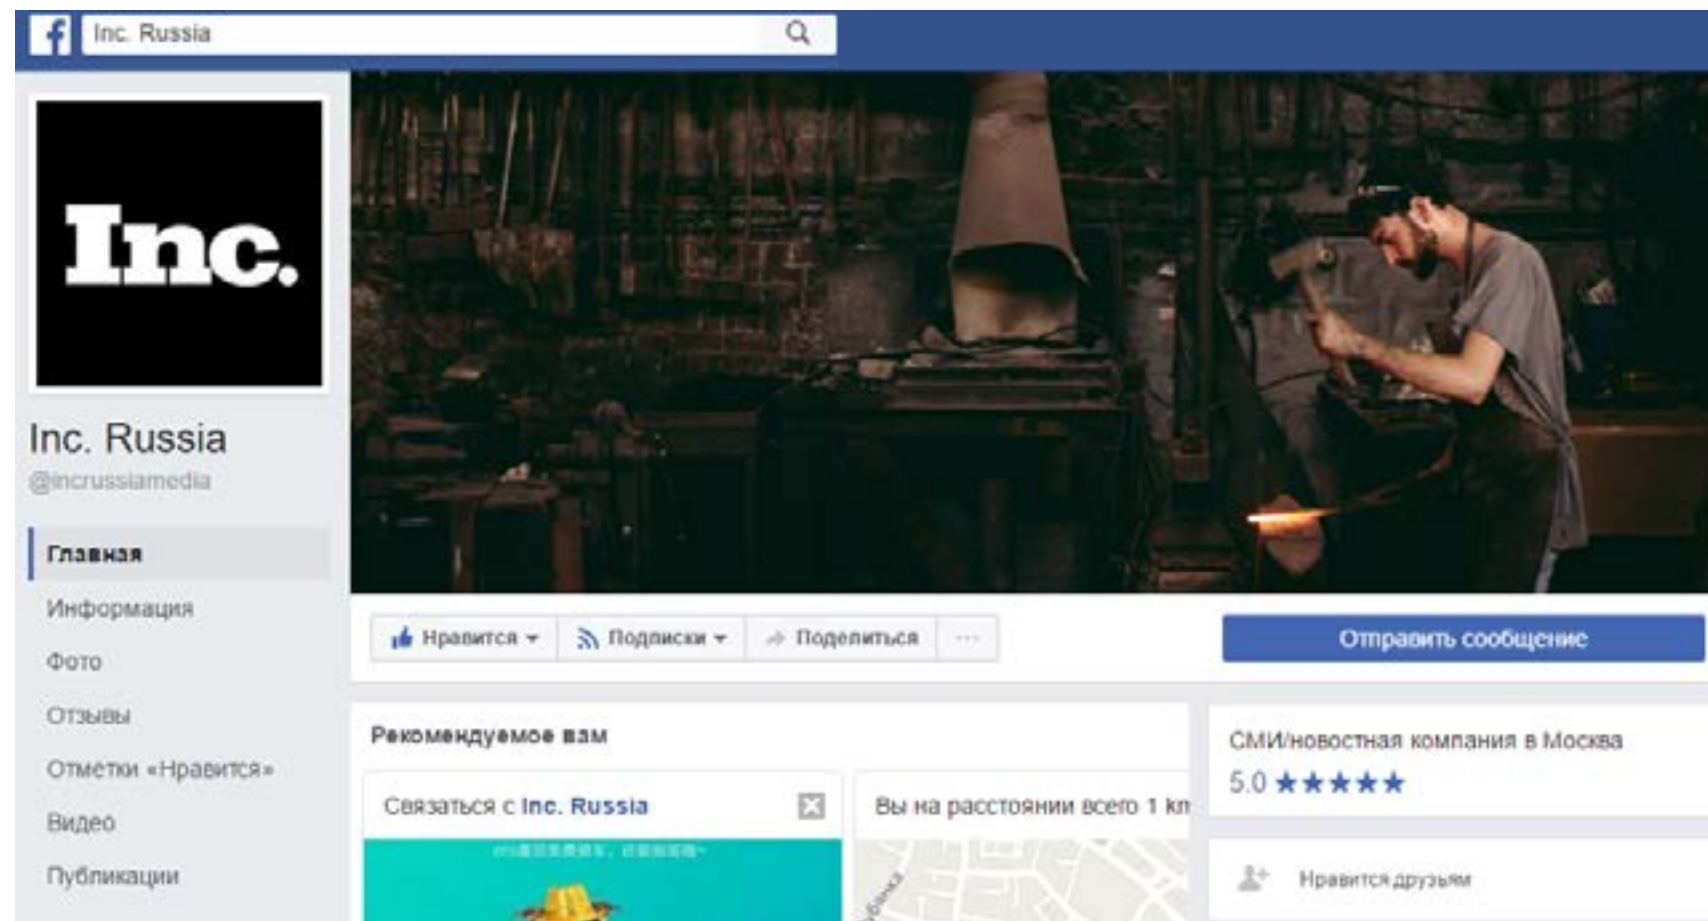 Inc. Russia
Inc.
Inc. Russia
@incrussiamedia
Главная
Информация
Фото
Отзывы
Отметки «Нравится»
Видео
Публикации
Нравится
Подписки
Поделиться
Отправить сообщение
Рекомендуемое вам
Связаться с Inc. Russia
Вы на расстоянии всего 1 km
СМИ/новостная компания в Москва
5.0
Нравится друзьям